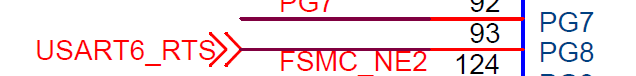 PG7 92 PG7
USART6_RTS 93 PG8
FSMC_NE2 124